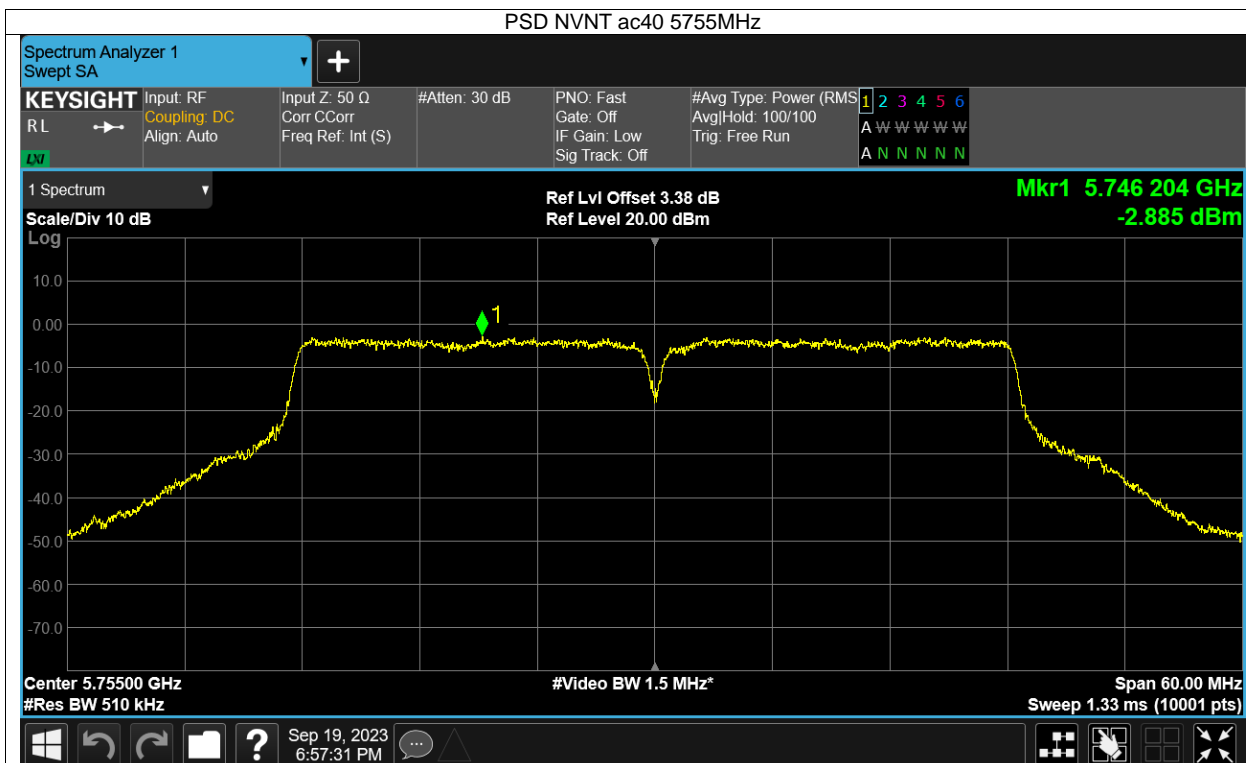 PSD NVNT ac40 5755MHz
Spectrum Analyzer 1
Swept SA
KEYSIGHT
R L
LXI
Input: RF
Coupling: DC
Align: Auto
Input Z: 50 Ω
Corr CCorr
Freq Ref: Int (S)
#Atten: 30 dB
PNO: Fast
Gate: Off
IF Gain: Low
Sig Track: Off
#Avg Type: Power (RMS
Avg|Hold: 100/100
Trig: Free Run
1 2 3 4 5 6
A W W W W W
A N N N N N
1 Spectrum
Scale/Div 10 dB
Log
Ref Lvl Offset 3.38 dB
Ref Level 20.00 dBm
Mkr1 5.746 204 GHz
-2.885 dBm
10.0
0.00
-10.0
-20.0
-30.0
-40.0
-50.0
-60.0
-70.0
1
Center 5.75500 GHz
#Res BW 510 kHz
#Video BW 1.5 MHz*
Span 60.00 MHz
Sweep 1.33 ms (10001 pts)
?
Sep 19, 2023
6:57:31 PM